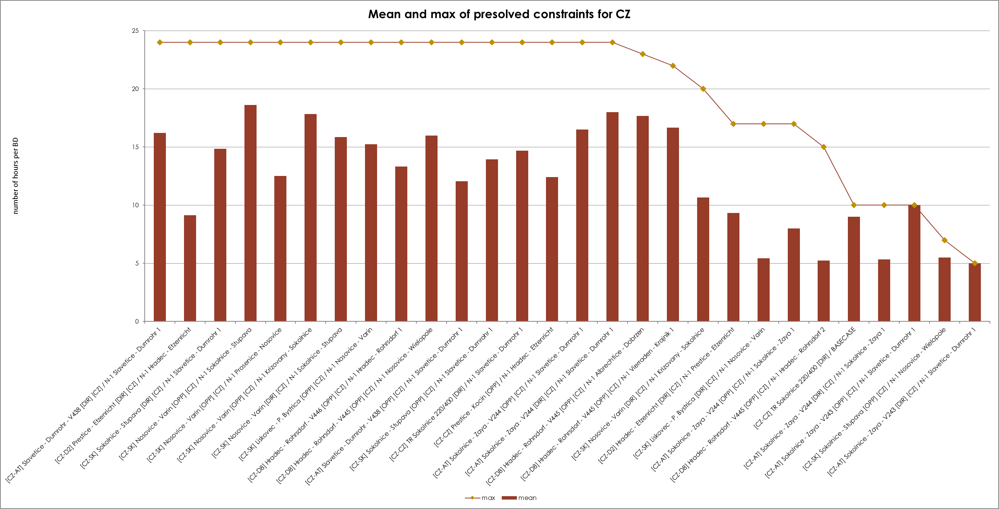 Mean and max of presolved constraints for CZ
number of hours per BD
25
20
15
10
5
0
[CZ-AT] Slavetice - Durnrohr - V438 [DIR] [CZ] / N-1 Slavetice - Durnrohr 1
[CZ-D2] Prestice - Etzenricht [DIR] [CZ] / N-1 Hradec - Etzenricht
[CZ-SK] Sokolnice - Stupava [DIR] [CZ] / N-1 Slavetice - Durnrohr 1
[CZ-SK] Nosovice - Varin [OPP] [CZ] / N-1 Sokolnice - Stupava
[CZ-SK] Nosovice - Varin [OPP] [CZ] / N-1 Prosenice - Nosovice
[CZ-SK] Nosovice - Varin [OPP] [CZ] / N-1 Krizovany - Sokolnice
[CZ-SK] Nosovice - Varin [DIR] [CZ] / N-1 Sokolnice - Stupava
[CZ-SK] Liskovec - P. Bystrica [OPP] [CZ] / N-1 Nosovice - Varin
[CZ-D8] Hradec - Rohrsdorf - V446 [OPP] [CZ] / N-1 Hradec - Rohrsdorf 1
[CZ-D8] Hradec - Rohrsdorf - V445 [OPP] [CZ] / N-1 Nosovice - Wielopole
[CZ-AT] Slavetice - Durnrohr - V438 [OPP] [CZ] / N-1 Slavetice - Durnrohr 1
[CZ-SK] Sokolnice - Stupava [OPP] [CZ] / N-1 Slavetice - Durnrohr 1
[CZ-CZ] TR Sokolnice 220/400 [DIR] / N-1 Slavetice - Durnrohr 1
[CZ-CZ] Prestice - Kocin [OPP] / N-1 Hradec - Etzenricht
[CZ-AT] Sokolnice - Zaya - V244 [OPP] [CZ] / N-1 Slavetice - Durnrohr 1
[CZ-AT] Sokolnice - Zaya - V244 [DIR] [CZ] / N-1 Slavetice - Durnrohr 1
[CZ-D8] Hradec - Rohrsdorf - V445 [OPP] [CZ] / N-1 Albrechtice - Dobrzen
[CZ-D8] Hradec - Rohrsdorf - V445 [OPP] [CZ] / N-1 Vierraden - Krajnik 1
[CZ-SK] Nosovice - Varin [DIR] [CZ] / N-1 Krizovany - Sokolnice
[CZ-D2] Hradec - Etzenricht [DIR] [CZ] / N-1 Prestice - Etzenricht
[CZ-SK] Liskovec - P. Bystrica [DIR] [CZ] / N-1 Nosovice - Varin
[CZ-AT] Sokolnice - Zaya - V244 [OPP] [CZ] / N-1 Sokolnice - Zaya 1
[CZ-D8] Hradec - Rohrsdorf - V445 [OPP] [CZ] / N-1 Hradec - Rohrsdorf 2
[CZ-CZ] TR Sokolnice 220/400 [DIR] / BASECASE
[CZ-AT] Sokolnice - Zaya - V244 [DIR] [CZ] / N-1 Sokolnice - Zaya 1
[CZ-AT] Sokolnice - Zaya - V243 [OPP] [CZ] / N-1 Slavetice - Durnrohr 1
[CZ-SK] Sokolnice - Stupava [OPP] [CZ] / N-1 Nosovice - Wielopole
[CZ-AT] Sokolnice - Zaya - V243 [DIR] [CZ] / N-1 Slavetice - Durnrohr 1
max
mean